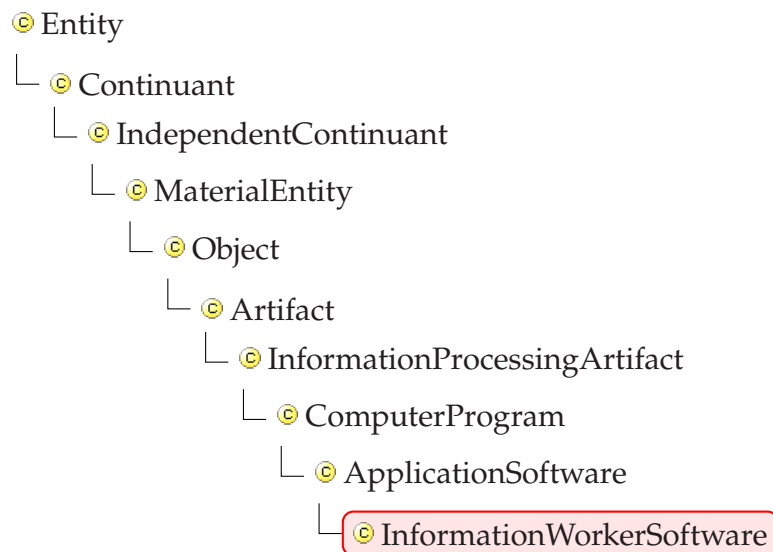 Entity
Continuant
IndependentContinuant
MaterialEntity
Object
Artifact
InformationProcessingArtifact
ComputerProgram
ApplicationSoftware
InformationWorkerSoftware